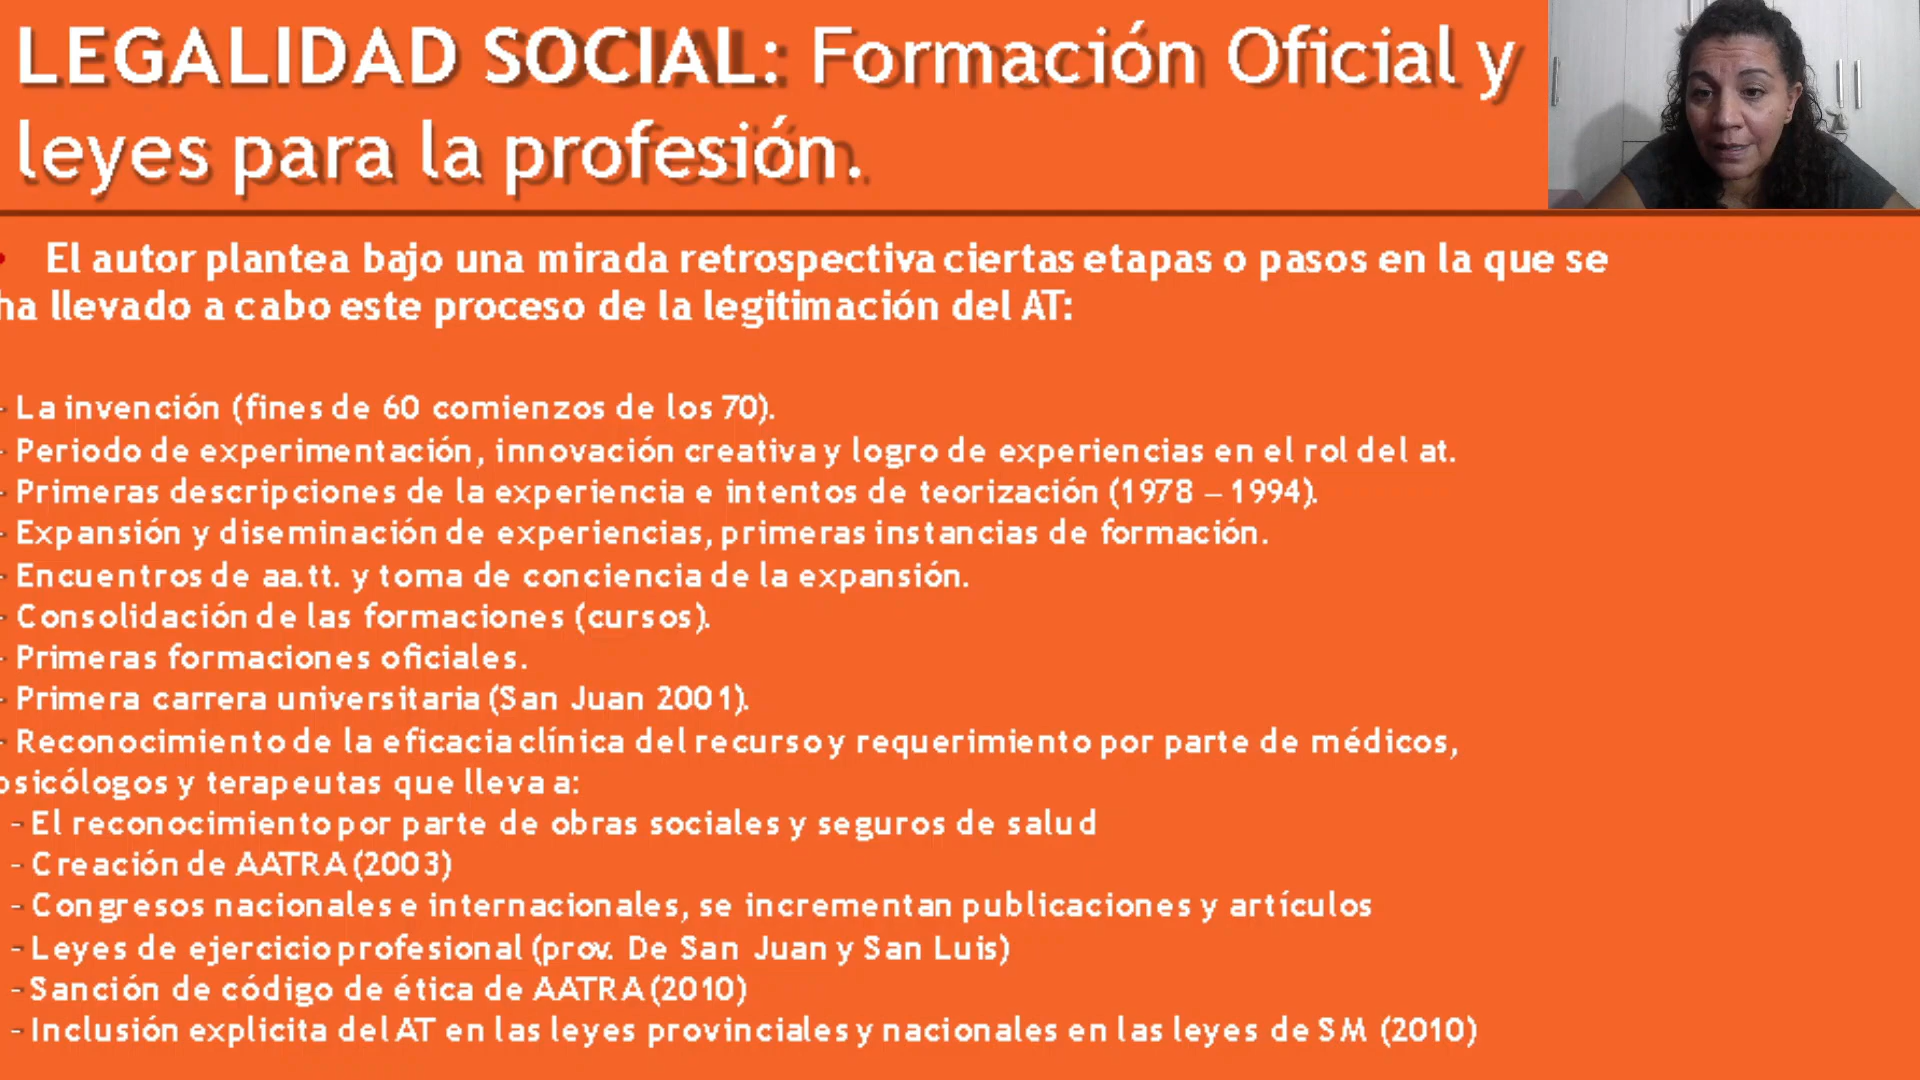 LEGALIDAD SOCIAL: Formación Oficial y
leyes para la profesión.
• El autor plantea bajo una mirada retrospectiva ciertas etapas o pasos en la que se
ha llevado a cabo este proceso de la legitimación del AT:
- La invención (fines de 60 comienzos de los 70).
- Periodo de experimentación, innovación creativa y logro de experiencias en el rol del at.
- Primeras descripciones de la experiencia e intentos de teorización (1978 – 1994).
- Expansión y diseminación de experiencias, primeras instancias de formación.
- Encuentros de aa.tt. y toma de conciencia de la expansión.
- Consolidación de las formaciones (cursos).
- Primeras formaciones oficiales.
- Primera carrera universitaria (San Juan 2001).
- Reconocimiento de la eficacia clínica del recurso y requerimiento por parte de médicos,
psicólogos y terapeutas que lleva a:
- El reconocimiento por parte de obras sociales y seguros de salud
- Creación de AATRA (2003)
- Congresos nacionales e internacionales, se incrementan publicaciones y artículos
- Leyes de ejercicio profesional (prov. De San Juan y San Luis)
- Sanción de código de ética de AATRA (2010)
- Inclusión explicita del AT en las leyes provinciales y nacionales en las leyes de SM (2010)